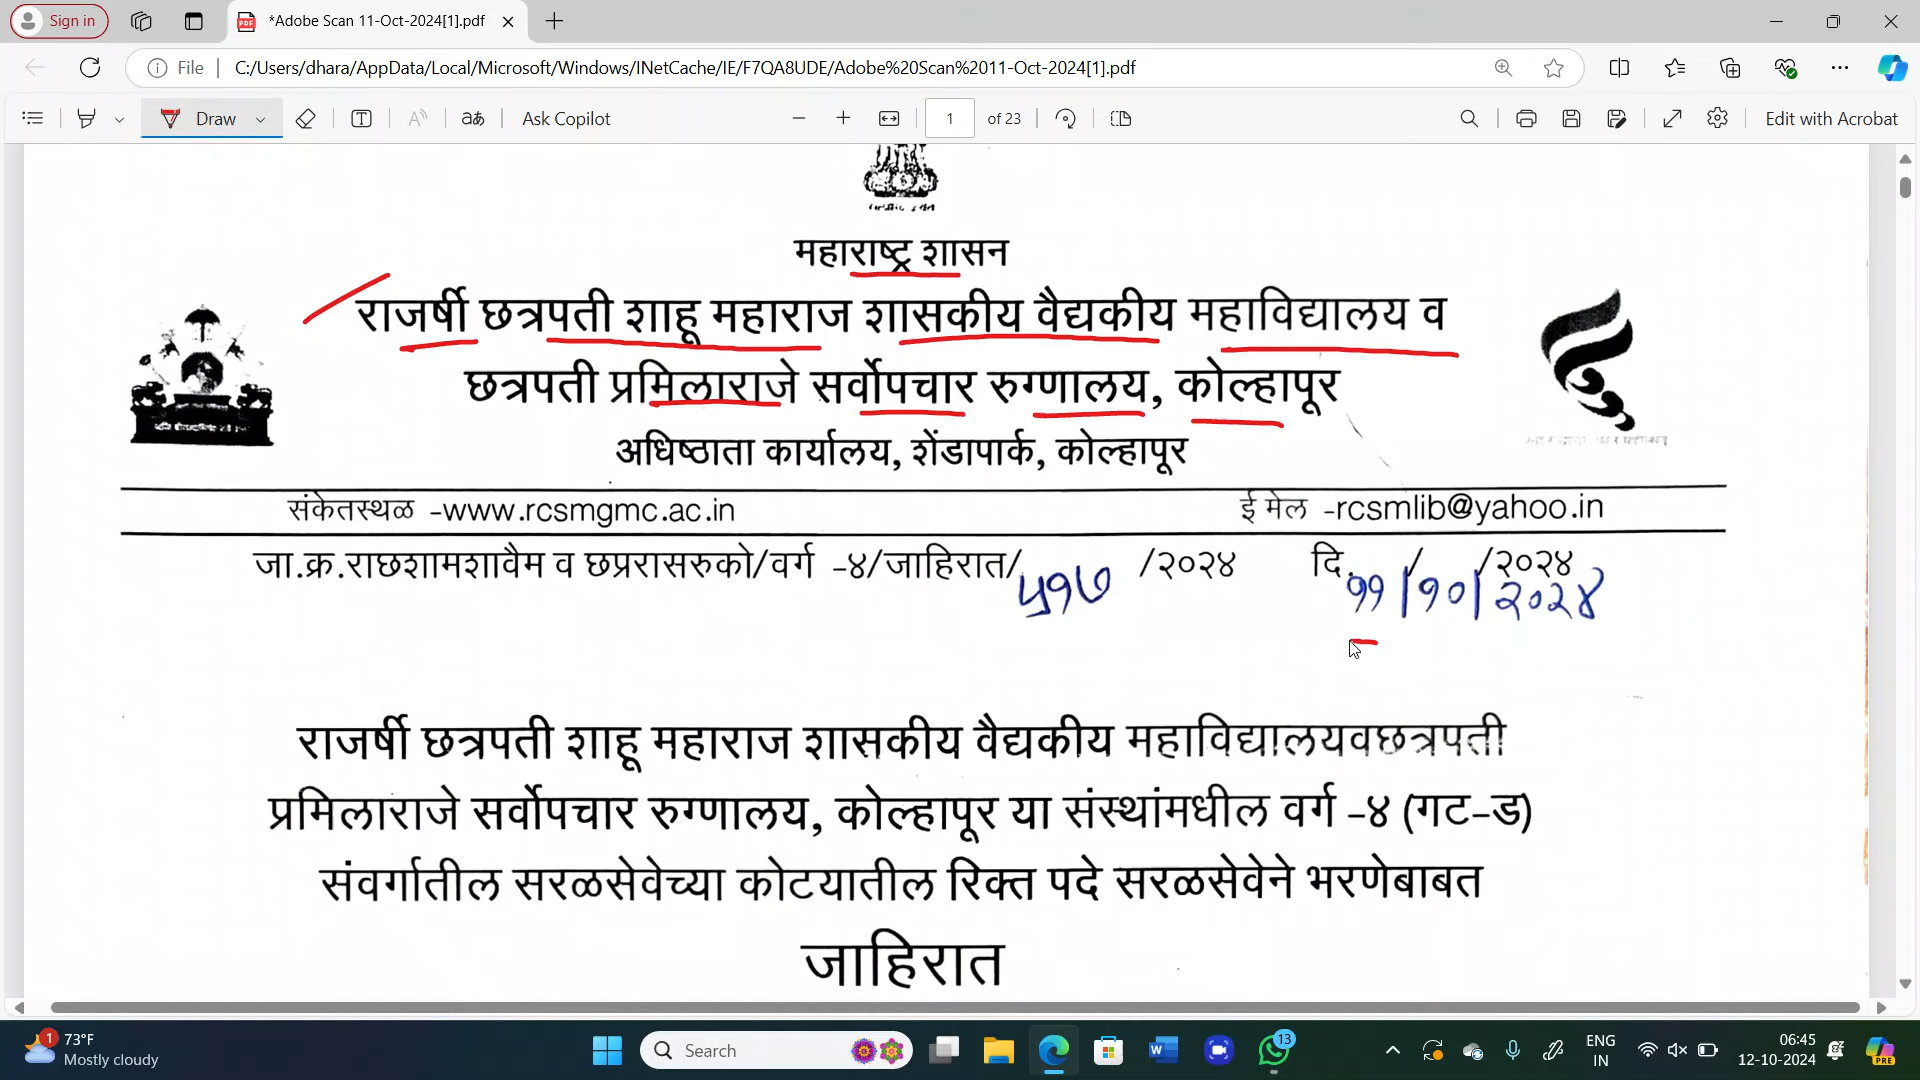 Sign in
*Adobe Scan 11-Oct-2024[1].pdf
File
C:/Users/dhara/AppData/Local/Microsoft/Windows/INetCache/IE/F7QA8UDE/Adobe%20Scan%2011-Oct-2024[1].pdf
Draw
Ask Copilot
1 of 23
Edit with Acrobat
महाराष्ट्र शासन
राजर्षी छत्रपती शाहू महाराज शासकीय वैद्यकीय महाविद्यालय व
छत्रपती प्रमिलाराजे सर्वोपचार रुग्णालय, कोल्हापूर
अधिष्ठाता कार्यालय, शेंडापार्क, कोल्हापूर
संकेतस्थळ -www.rcsmgmc.ac.in ई मेल -rcsmlib@yahoo.in
जा.क्र.राछशामशावैम व छप्ररासरुको/वर्ग -४/जाहिरात/ ५१७ /२०२४ दि. / /२०२४
११/१०/२०२४
राजर्षी छत्रपती शाहू महाराज शासकीय वैद्यकीय महाविद्यालयवछत्रपती
प्रमिलाराजे सर्वोपचार रुग्णालय, कोल्हापूर या संस्थांमधील वर्ग -४ (गट-ड)
संवर्गातील सरळसेवेच्या कोटयातील रिक्त पदे सरळसेवेने भरणेबाबत
जाहिरात
1
73°F
Mostly cloudy
Search
13
ENG
IN
06:45
12-10-2024
PRE